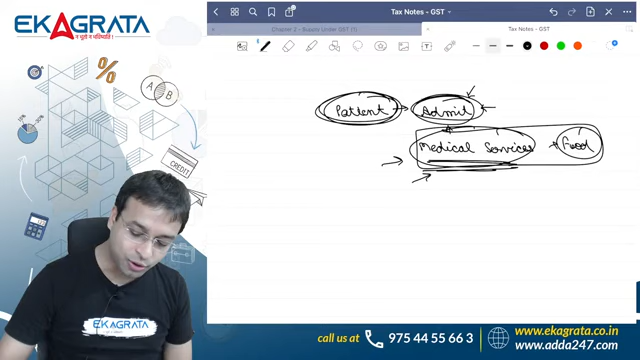 EKAGRATA
Tax Notes - GST
Chapter 2 - Supply Under GST (1)
Tax Notes - GST
Patient → Admit
Medical Services + Food
%
A B
CREDIT
EKAGRATA
call us at 975 44 55 66 3
www.ekagrata.co.in
www.adda247.com